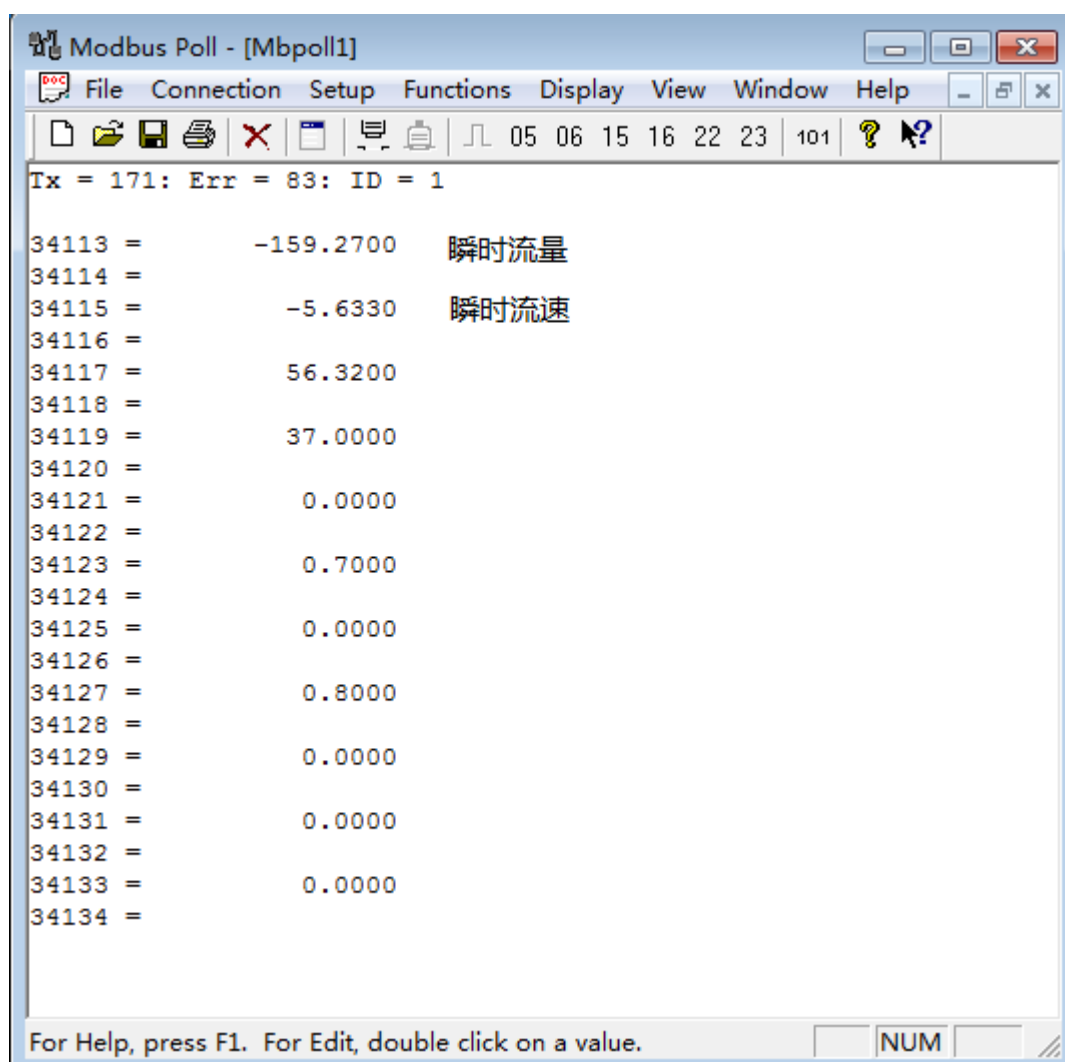 Modbus Poll - [Mbpoll1]
File Connection Setup Functions Display View Window Help
05 06 15 16 22 23 101
Tx = 171: Err = 83: ID = 1
34113 = -159.2700 瞬时流量
34114 =
34115 = -5.6330 瞬时流速
34116 =
34117 = 56.3200
34118 =
34119 = 37.0000
34120 =
34121 = 0.0000
34122 =
34123 = 0.7000
34124 =
34125 = 0.0000
34126 =
34127 = 0.8000
34128 =
34129 = 0.0000
34130 =
34131 = 0.0000
34132 =
34133 = 0.0000
34134 =
For Help, press F1. For Edit, double click on a value. NUM